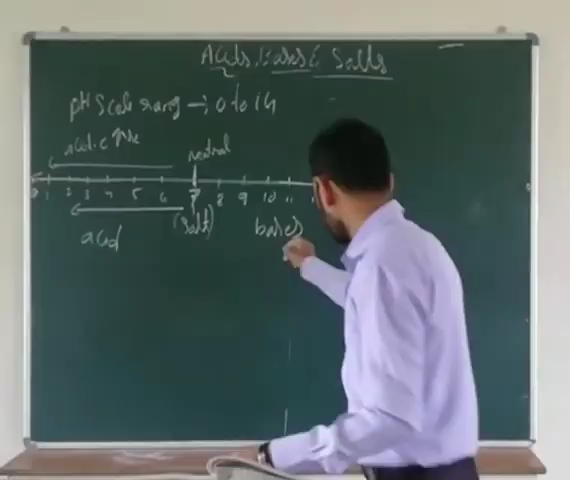 Acids, Bases & Salts
pH Scale rang → 0 to 14
acidic
neutral
0 1 2 3 4 5 6 7 8 9 10 11
acid
(salt)
bases